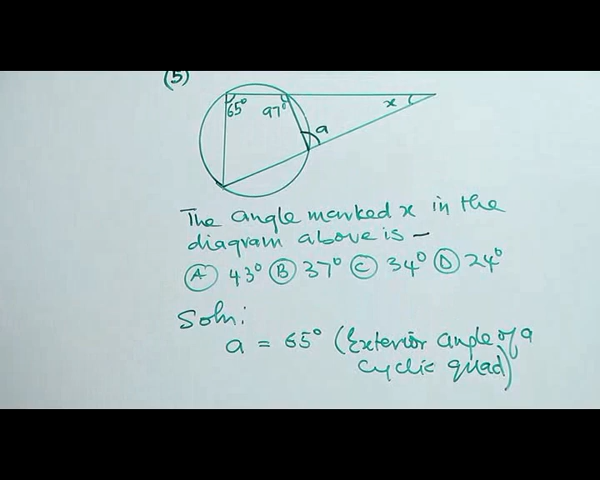 (5)
65° 97° x
a
The angle marked x in the
diagram above is -
(A) 43° (B) 37° (C) 34° (D) 24°
Soln:
a = 65° (Exterior angle of a
cyclic quad)